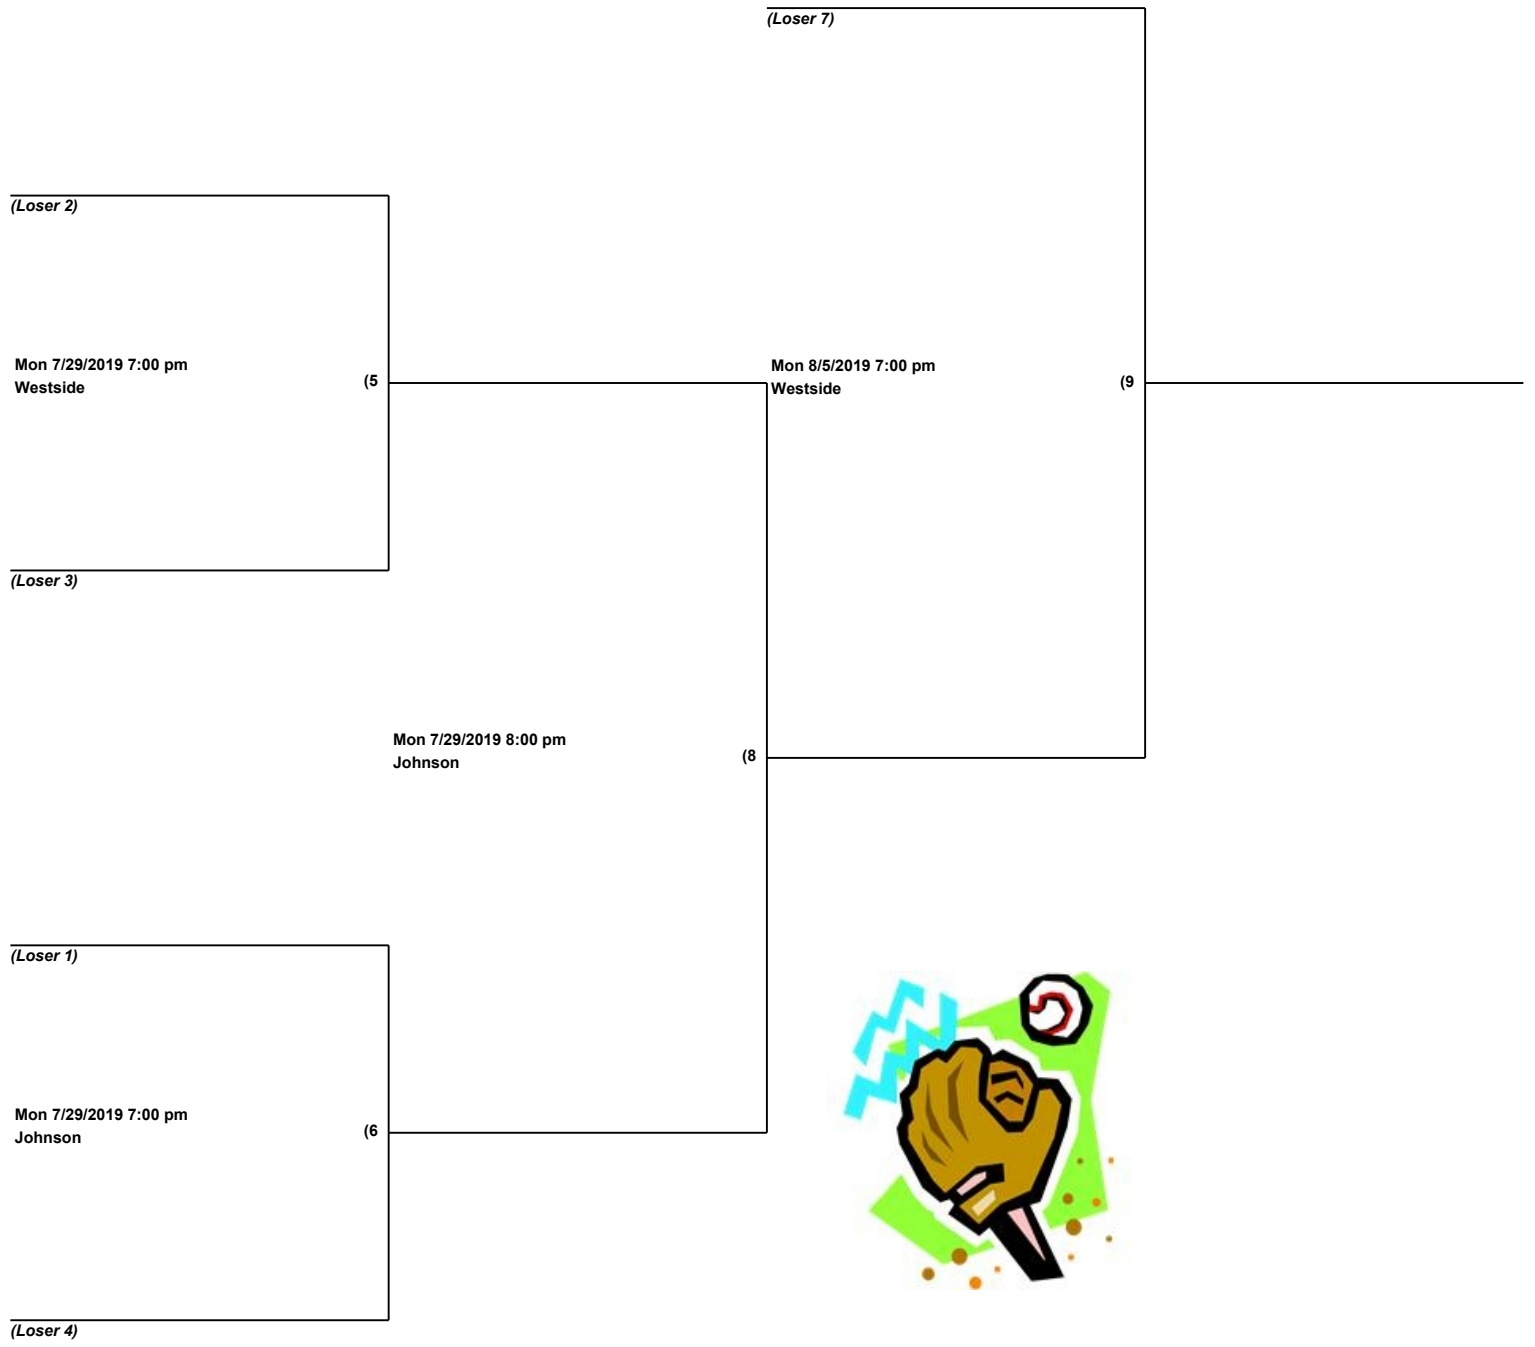 (Loser 7)
(Loser 2)
Mon 7/29/2019 7:00 pm
Westside
(5
Mon 8/5/2019 7:00 pm
Westside
(9
(Loser 3)
Mon 7/29/2019 8:00 pm
Johnson
(8
(Loser 1)
Mon 7/29/2019 7:00 pm
Johnson
(6
(Loser 4)